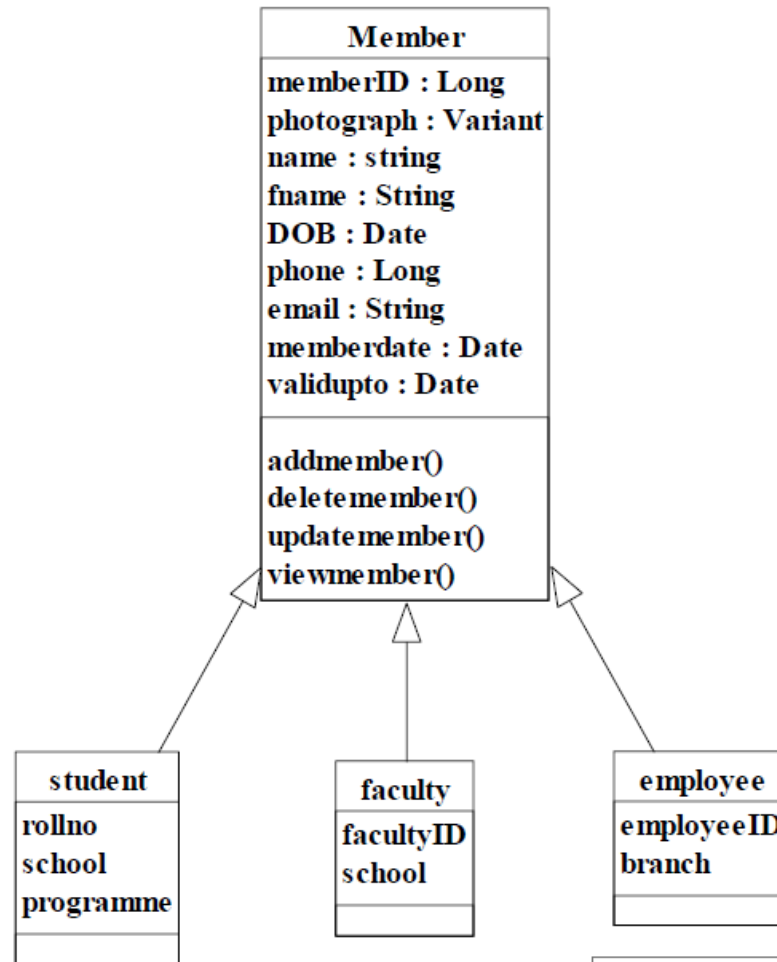 Member
memberID : Long
photograph : Variant
name : string
fname : String
DOB : Date
phone : Long
email : String
memberdate : Date
validupto : Date
addmember()
deletemember()
updatemember()
viewmember()
student
rollno
school
programme
faculty
facultyID
school
employee
employeeID
branch